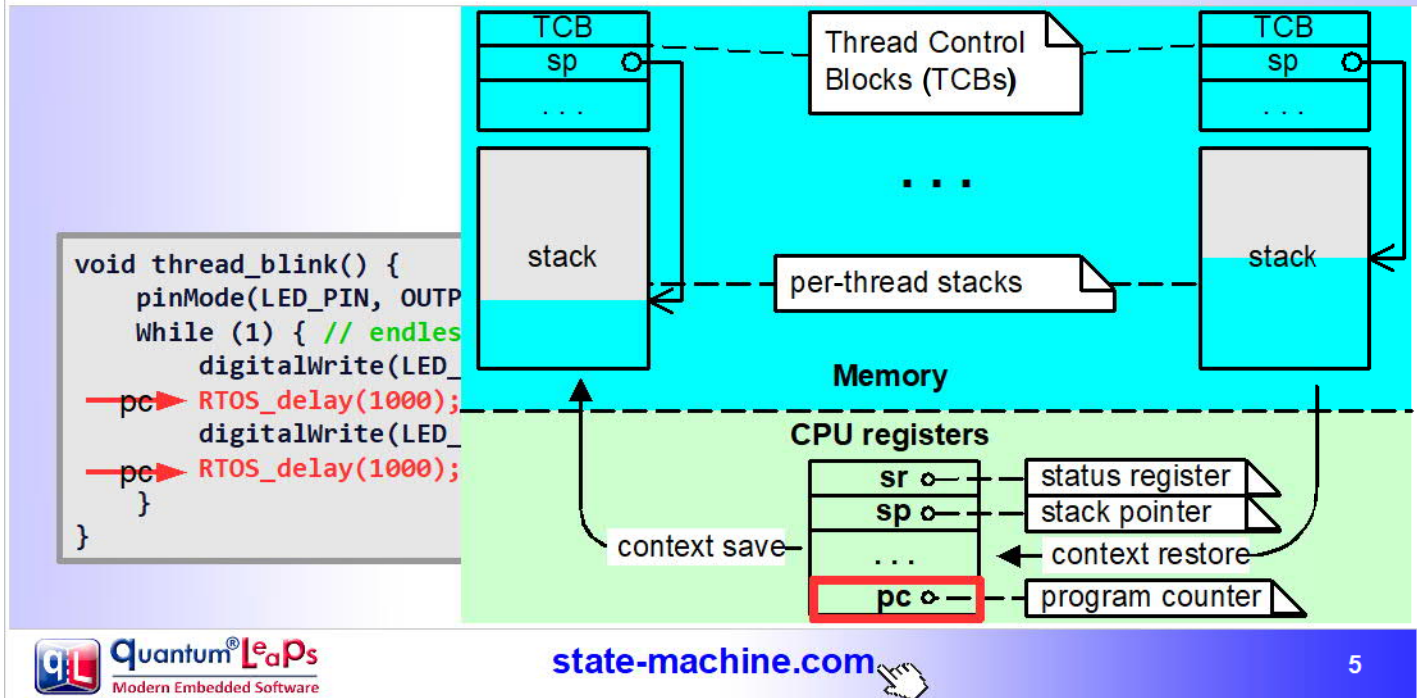 void thread_blink() {
pinMode(LED_PIN, OUTP
While (1) { // endles
digitalWrite(LED_
pc RTOS_delay(1000);
digitalWrite(LED_
pc RTOS_delay(1000);
}
}
TCB
sp
. . .
stack
Thread Control
Blocks (TCBs)
. . .
per-thread stacks
TCB
sp
. . .
stack
Memory
CPU registers
sr
status register
sp
stack pointer
. . .
context save
context restore
pc
program counter
QL
Quantum® LeaPs
Modern Embedded Software
state-machine.com
5